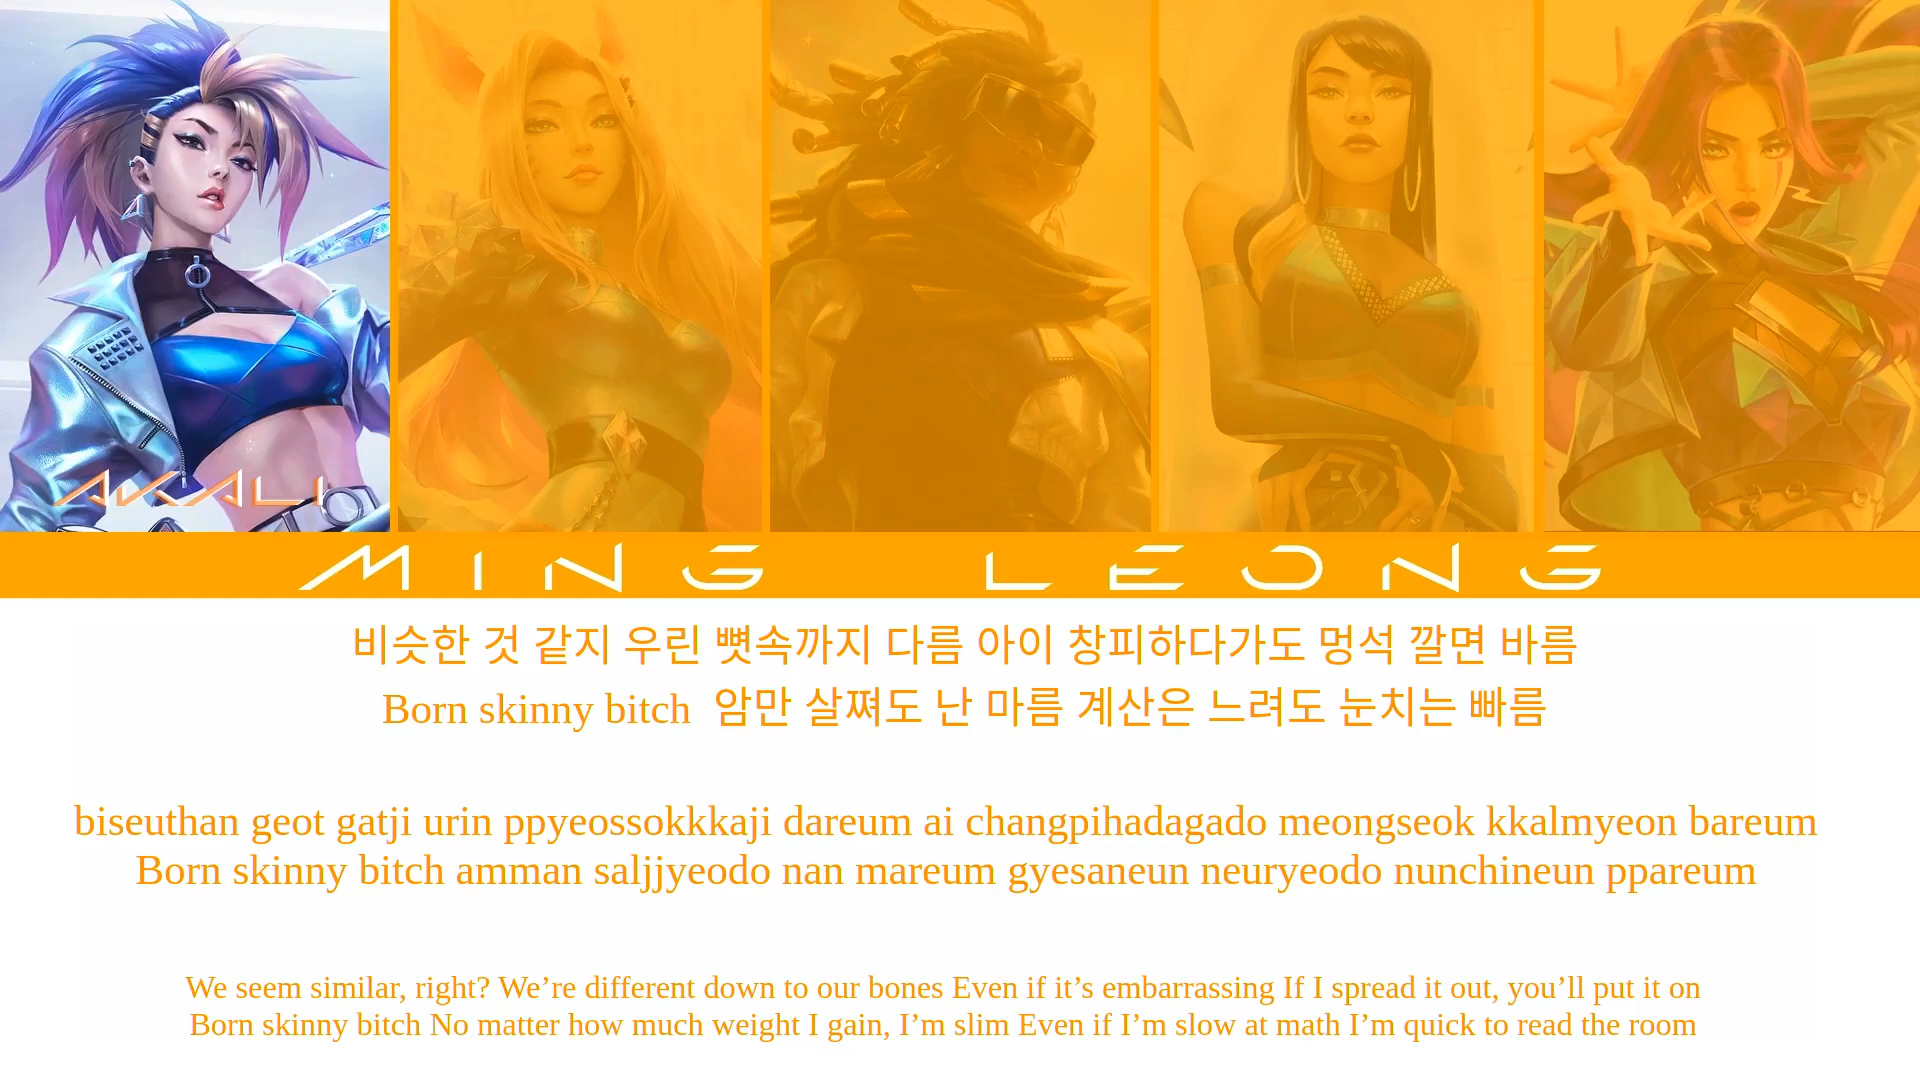 AKALI
MING LEONG
비슷한 것 같지 우린 뼛속까지 다름 아이 창피하다가도 멍석 깔면 바름
Born skinny bitch 암만 살쪄도 난 마름 계산은 느려도 눈치는 빠름
biseuthan geot gatji urin ppyeossokkkaji dareum ai changpihadagado meongseok kkalmyeon bareum
Born skinny bitch amman saljjyeodo nan mareum gyesaneun neuryeodo nunchineun ppareum
We seem similar, right? We’re different down to our bones Even if it’s embarrassing If I spread it out, you’ll put it on
Born skinny bitch No matter how much weight I gain, I’m slim Even if I’m slow at math I’m quick to read the room